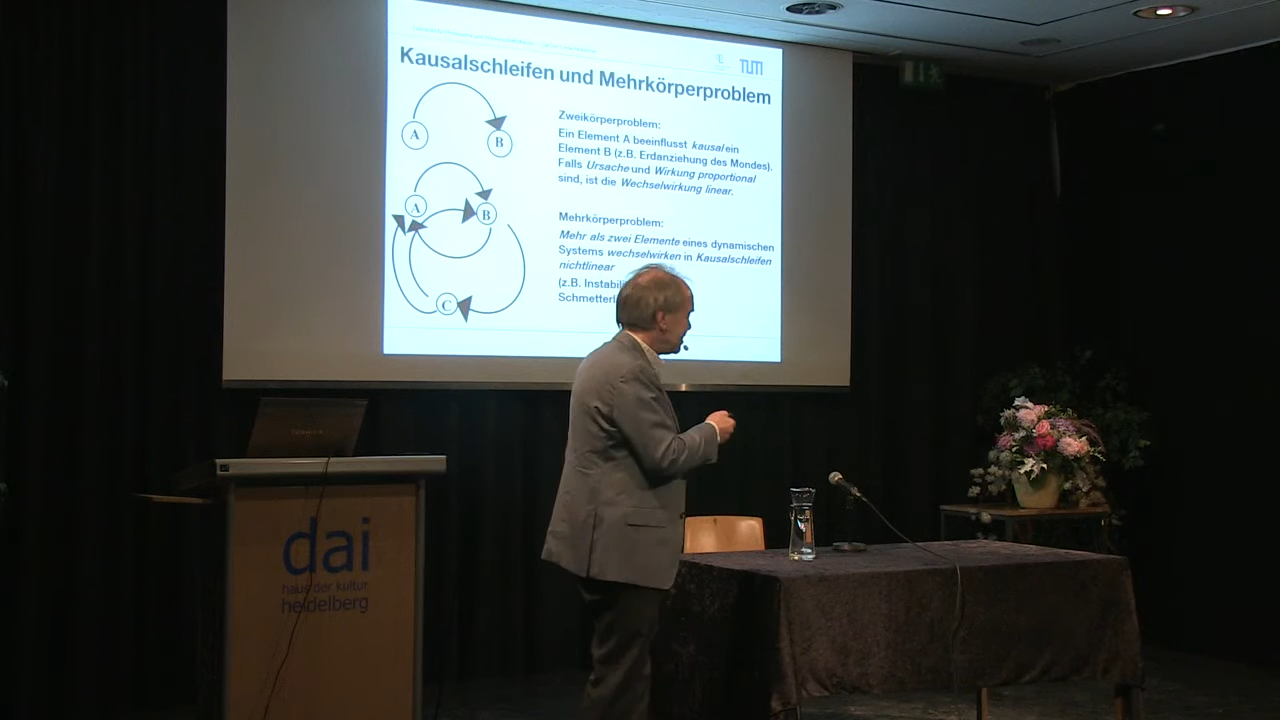 TUM
Kausalschleifen und Mehrkörperproblem
A
B
Zweikörperproblem:
Ein Element A beeinflusst kausal ein
Element B (z.B. Erdanziehung des Mondes).
Falls Ursache und Wirkung proportional
sind, ist die Wechselwirkung linear.
A
B
C
Mehrkörperproblem:
Mehr als zwei Elemente eines dynamischen
Systems wechselwirken in Kausalschleifen
nichtlinear
(z.B.
dai
haus der kultur
heidelberg